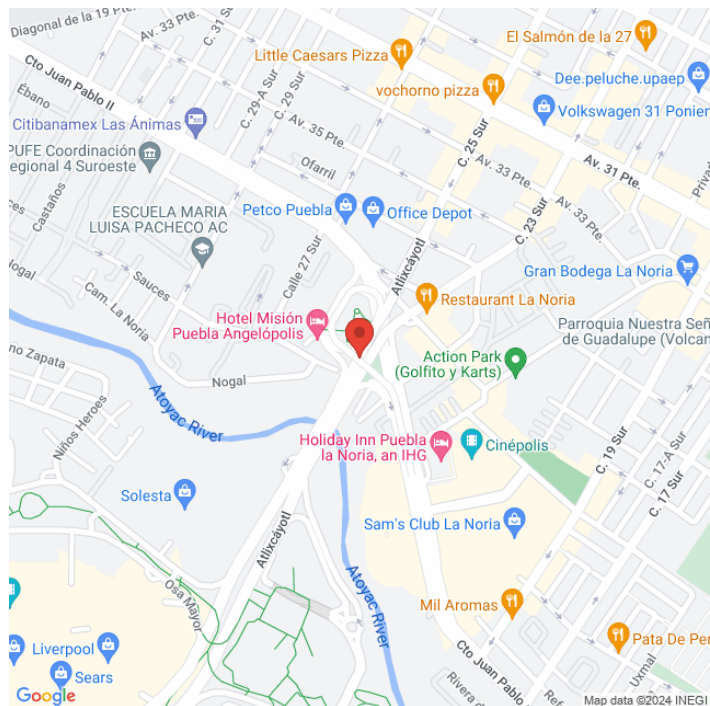 Diagonal de la 19 Pte.
Av. 33 Pte.
C. 31 S
Little Caesars Pizza
El Salmón de la 27
Cto Juan Pablo II
C. 29-A Sur
C. 29 Sur
vochorno pizza
Dee.peluche.upaep
Ébano
Volkswagen 31 Ponien
Citibanamex Las Ánimas
Av. 35 Pte.
C. 25 Sur
Av. 31 Pte.
PUFE Coordinación
egional 4 Suroeste
Ofarril
Av. 33 Pte.
Av. 33 Pte.
Priva
Castaños
ESCUELA MARIA
LUISA PACHECO AC
Petco Puebla
Office Depot
C. 23 Sur
Calle 27 Sur
Atlixcáyotl
Gran Bodega La Noria
Nogal
Sauces
Cam. La Noria
Restaurant La Noria
Hotel Misión
Puebla Angelópolis
Parroquia Nuestra Señ
de Guadalupe (Volcan
Action Park
(Golfito y Karts)
no Zapata
Nogal
Niños Heroes
Atoyac River
Holiday Inn Puebla
la Noria, an IHG
Cinépolis
C. 19 Sur
C. 17-A Sur
C. 17 Sur
Solesta
Sam's Club La Noria
Atlixcáyotl
Osa Mayor
Atoyac River
Mil Aromas
Liverpool
Sears
Cto Juan Pablo
Pata De Per
Uxmal
Rivera d
Ref
Google
Map data ©2024 INEGI